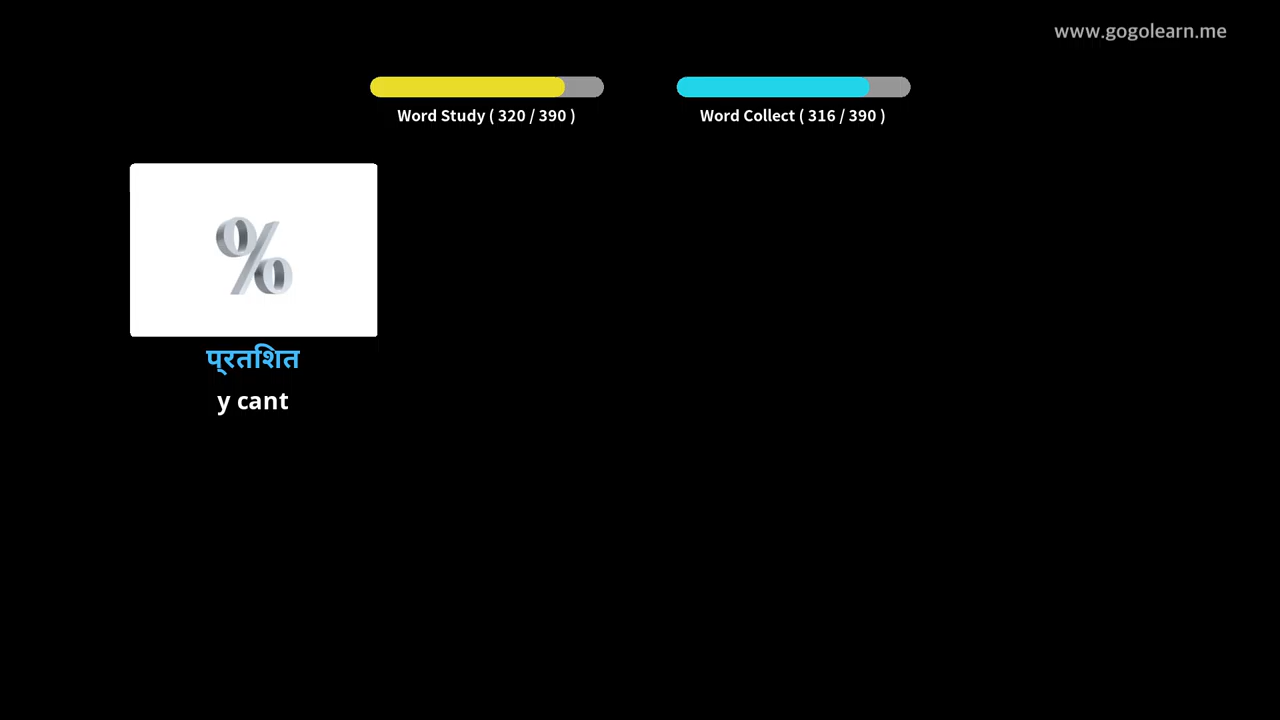 www.gogolearn.me
Word Study ( 320 / 390 )
Word Collect ( 316 / 390 )
%
प्रतशित
y cant